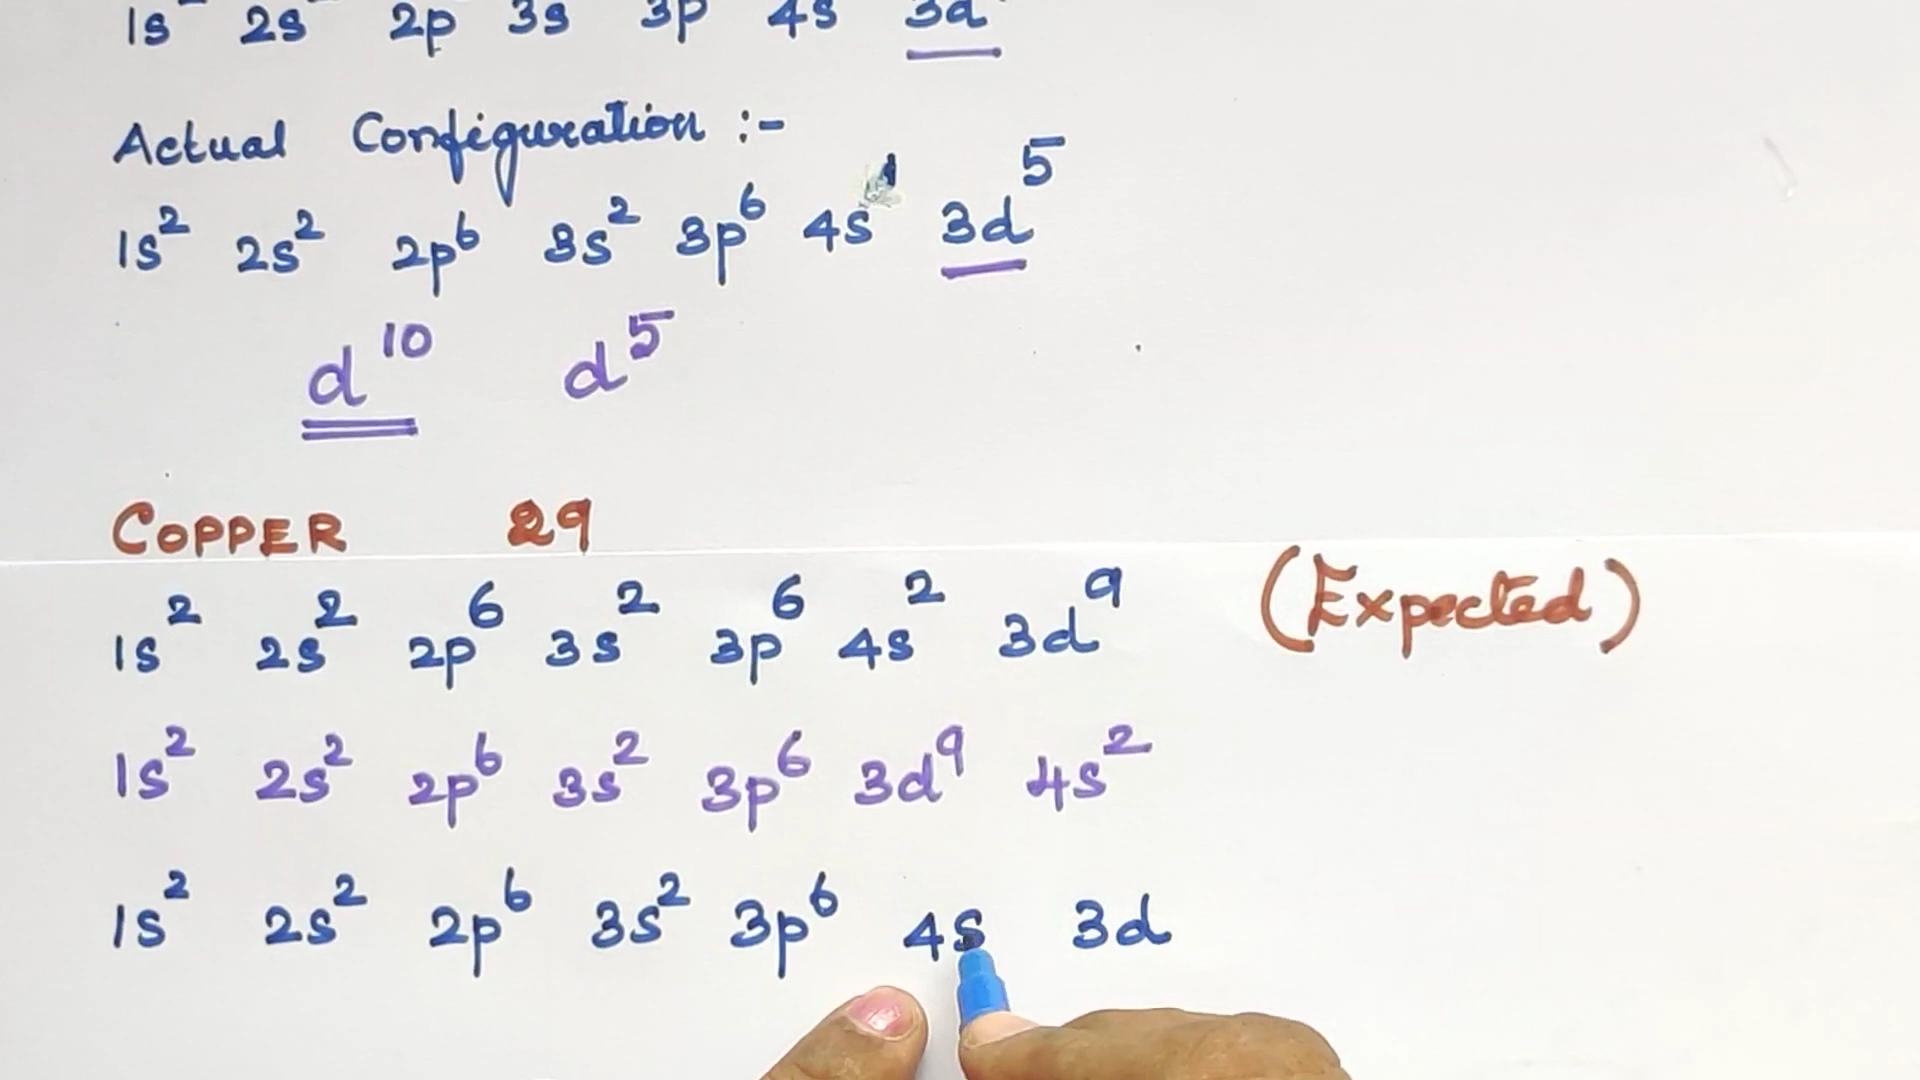 1s 2s 2p 3s 3p 4s 3d
Actual Configuration :-
1s² 2s² 2p⁶ 3s² 3p⁶ 4s¹ 3d⁵
d¹⁰ d⁵
COPPER 29
1s² 2s² 2p⁶ 3s² 3p⁶ 4s² 3d⁹ (Expected)
1s² 2s² 2p⁶ 3s² 3p⁶ 3d⁹ 4s²
1s² 2s² 2p⁶ 3s² 3p⁶ 4s 3d